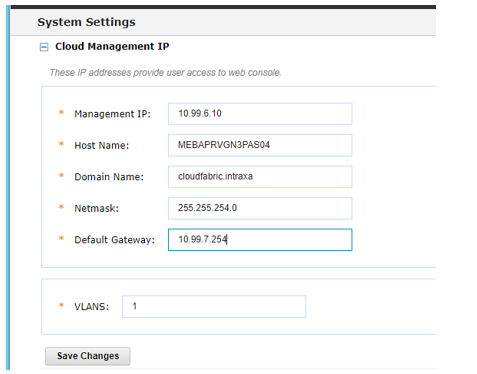 System Settings
Cloud Management IP
These IP addresses provide user access to web console.
* Management IP: 10.99.6.10
* Host Name: MEBAPRVGN3PAS04
* Domain Name: cloudfabric.intraxa
* Netmask: 255.255.254.0
* Default Gateway: 10.99.7.254
* VLANS: 1
Save Changes